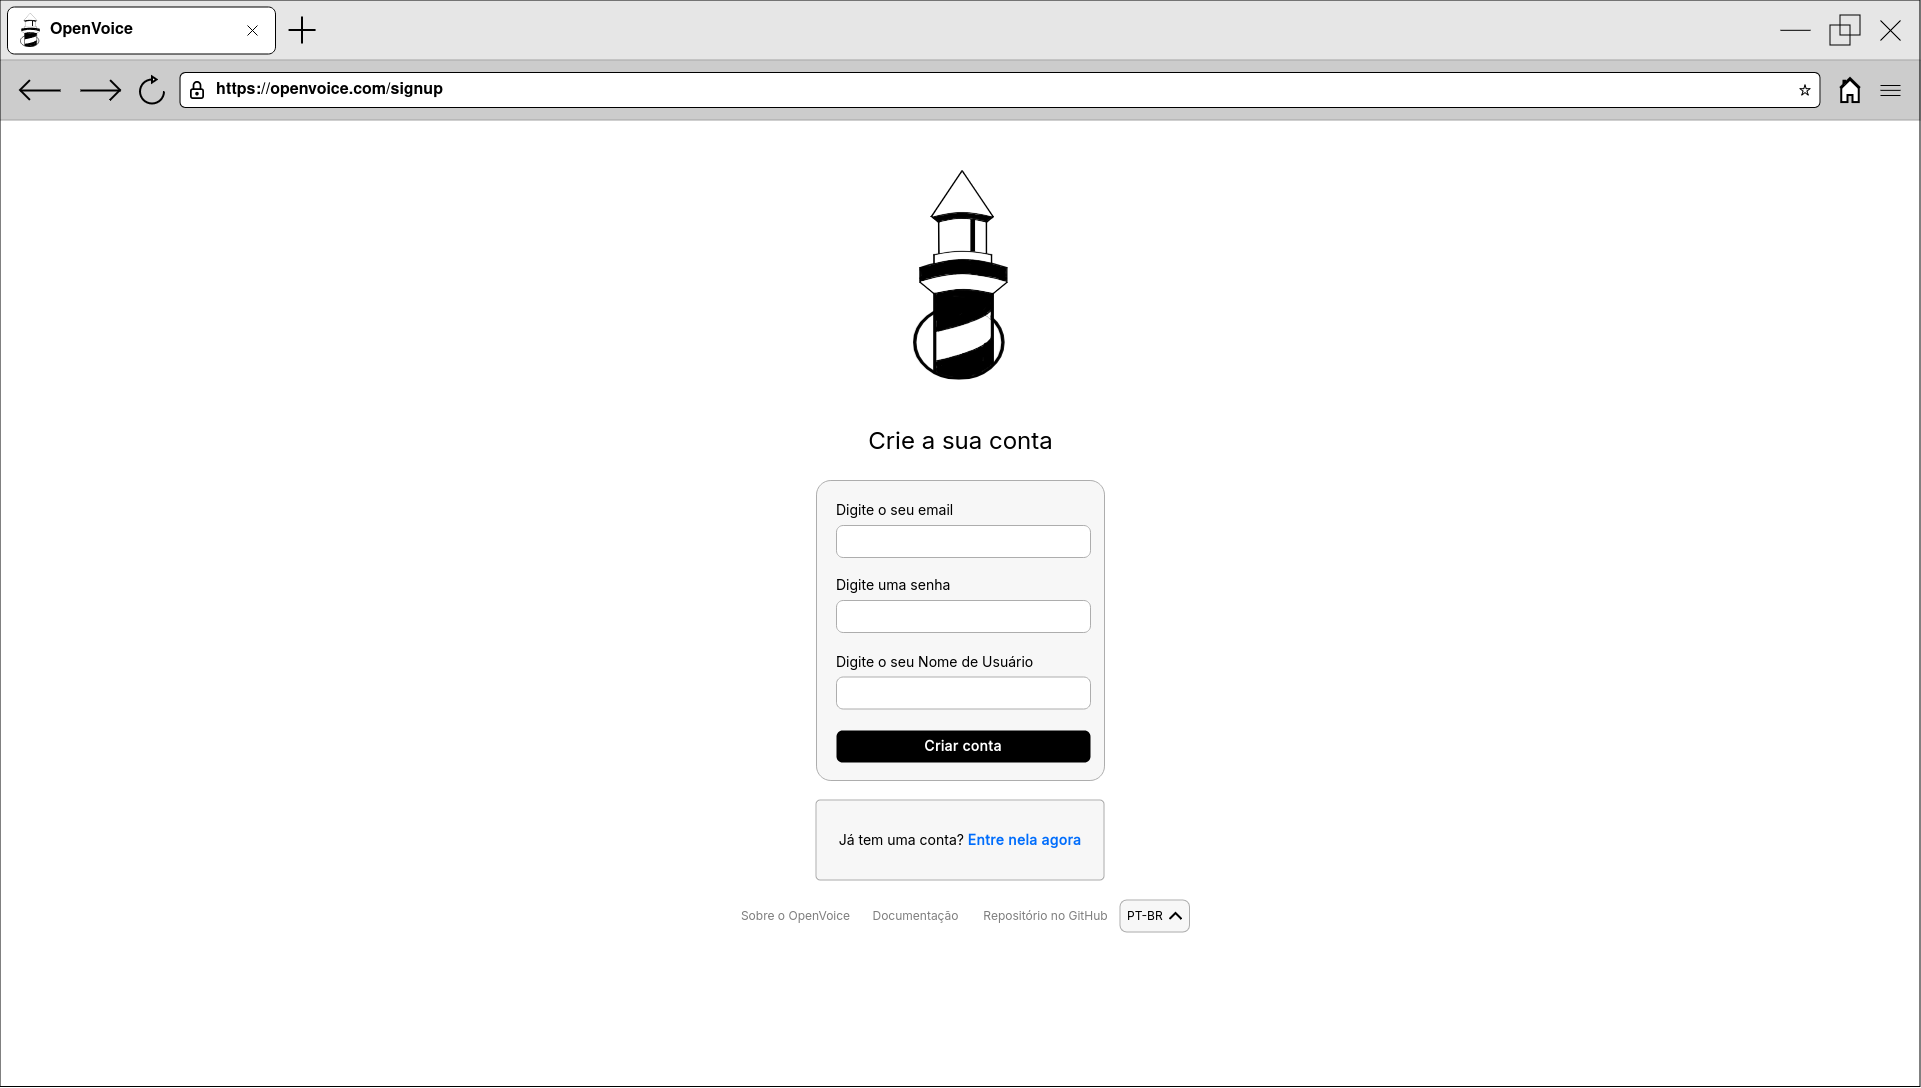 OpenVoice
https://openvoice.com/signup
Crie a sua conta
Digite o seu email
Digite uma senha
Digite o seu Nome de Usuário
Criar conta
Já tem uma conta? Entre nela agora
Sobre o OpenVoice Documentação Repositório no GitHub PT-BR